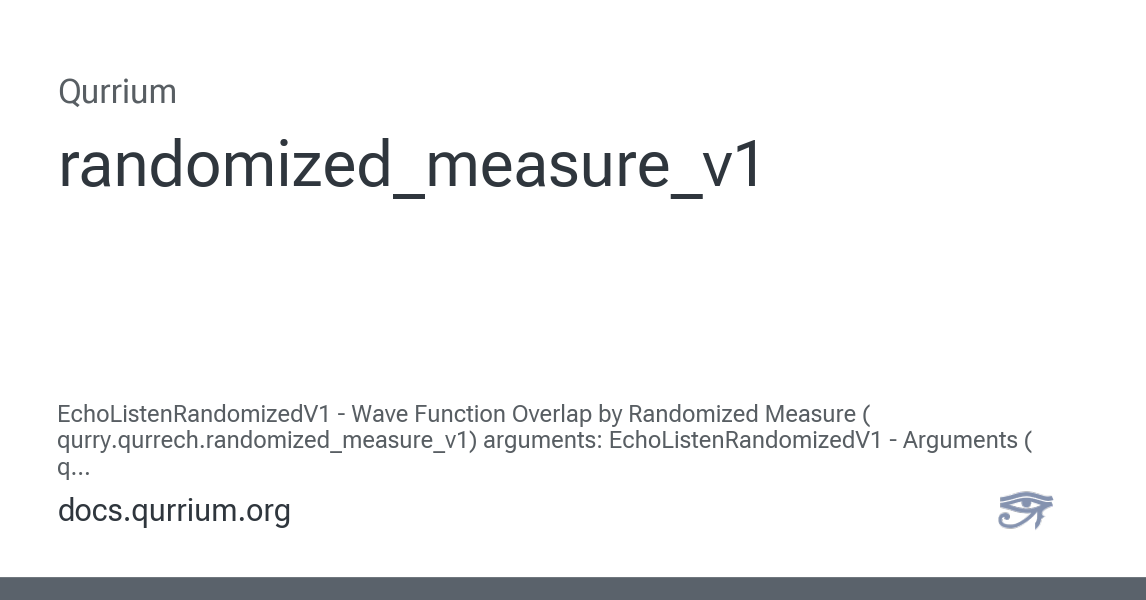 Qurrium
randomized_measure_v1
EchoListenRandomizedV1 - Wave Function Overlap by Randomized Measure (
qurry.qurrech.randomized_measure_v1) arguments: EchoListenRandomizedV1 - Arguments (
q...
docs.qurrium.org